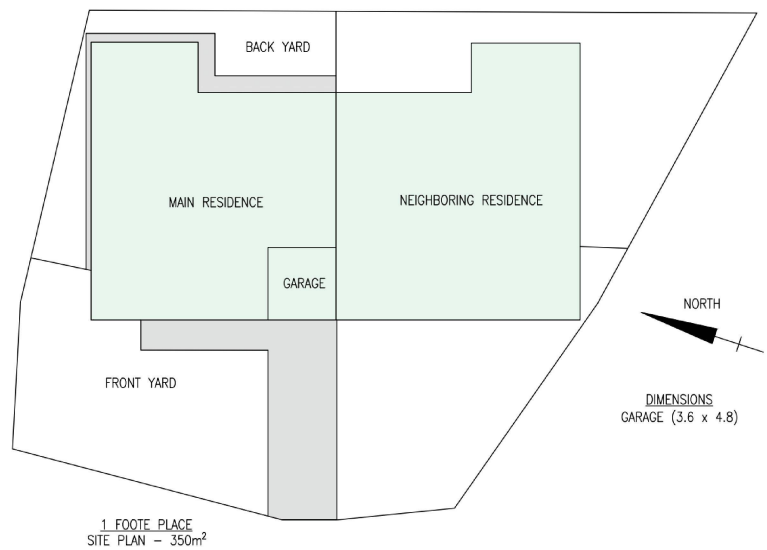 BACK YARD
MAIN RESIDENCE
NEIGHBORING RESIDENCE
GARAGE
NORTH
FRONT YARD
DIMENSIONS
GARAGE (3.6 x 4.8)
1 FOOTE PLACE
SITE PLAN - 350m²